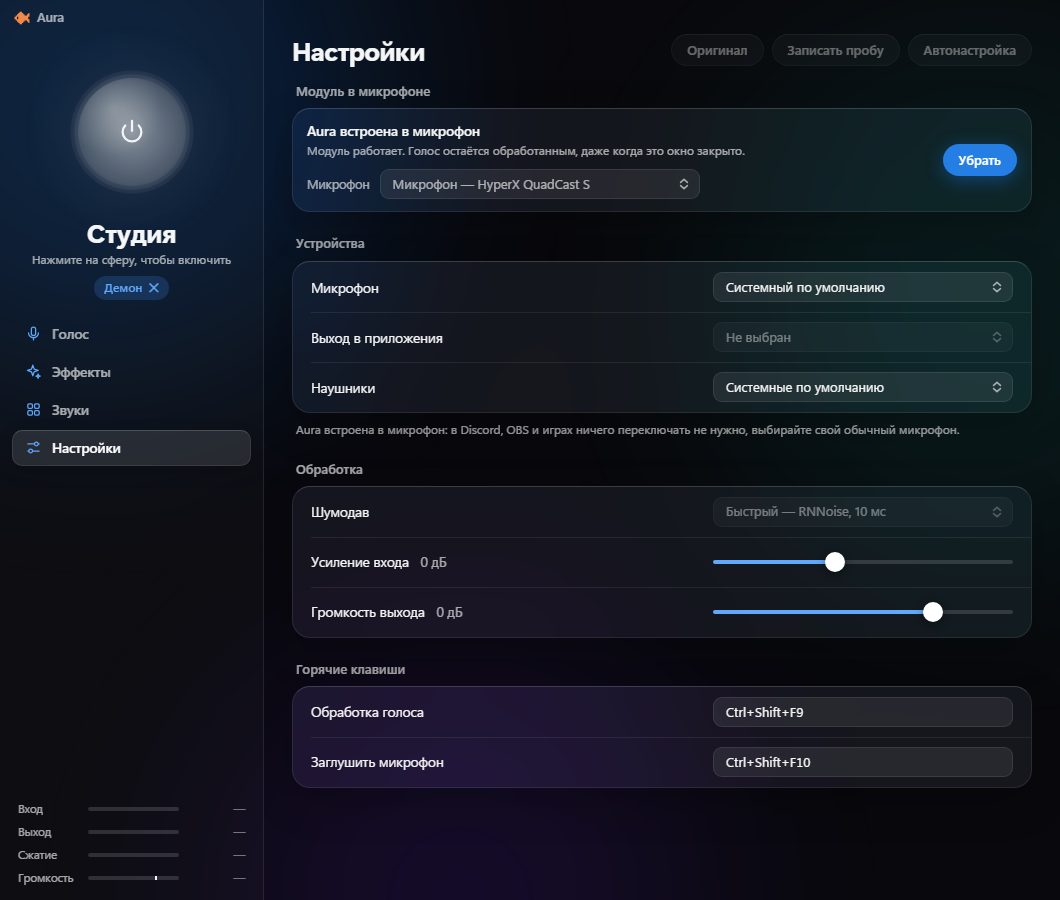 Aura
Студия
Нажмите на сферу, чтобы включить
Демон
Голос
Эффекты
Звуки
Настройки
Вход —
Выход —
Сжатие —
Громкость —
Настройки
Оригинал
Записать пробу
Автонастройка
Модуль в микрофоне
Aura встроена в микрофон
Модуль работает. Голос остаётся обработанным, даже когда это окно закрыто.
Микрофон Микрофон — HyperX QuadCast S
Убрать
Устройства
Микрофон Системный по умолчанию
Выход в приложения Не выбран
Наушники Системные по умолчанию
Aura встроена в микрофон: в Discord, OBS и играх ничего переключать не нужно, выбирайте свой обычный микрофон.
Обработка
Шумодав Быстрый — RNNoise, 10 мс
Усиление входа 0 дБ
Громкость выхода 0 дБ
Горячие клавиши
Обработка голоса Ctrl+Shift+F9
Заглушить микрофон Ctrl+Shift+F10